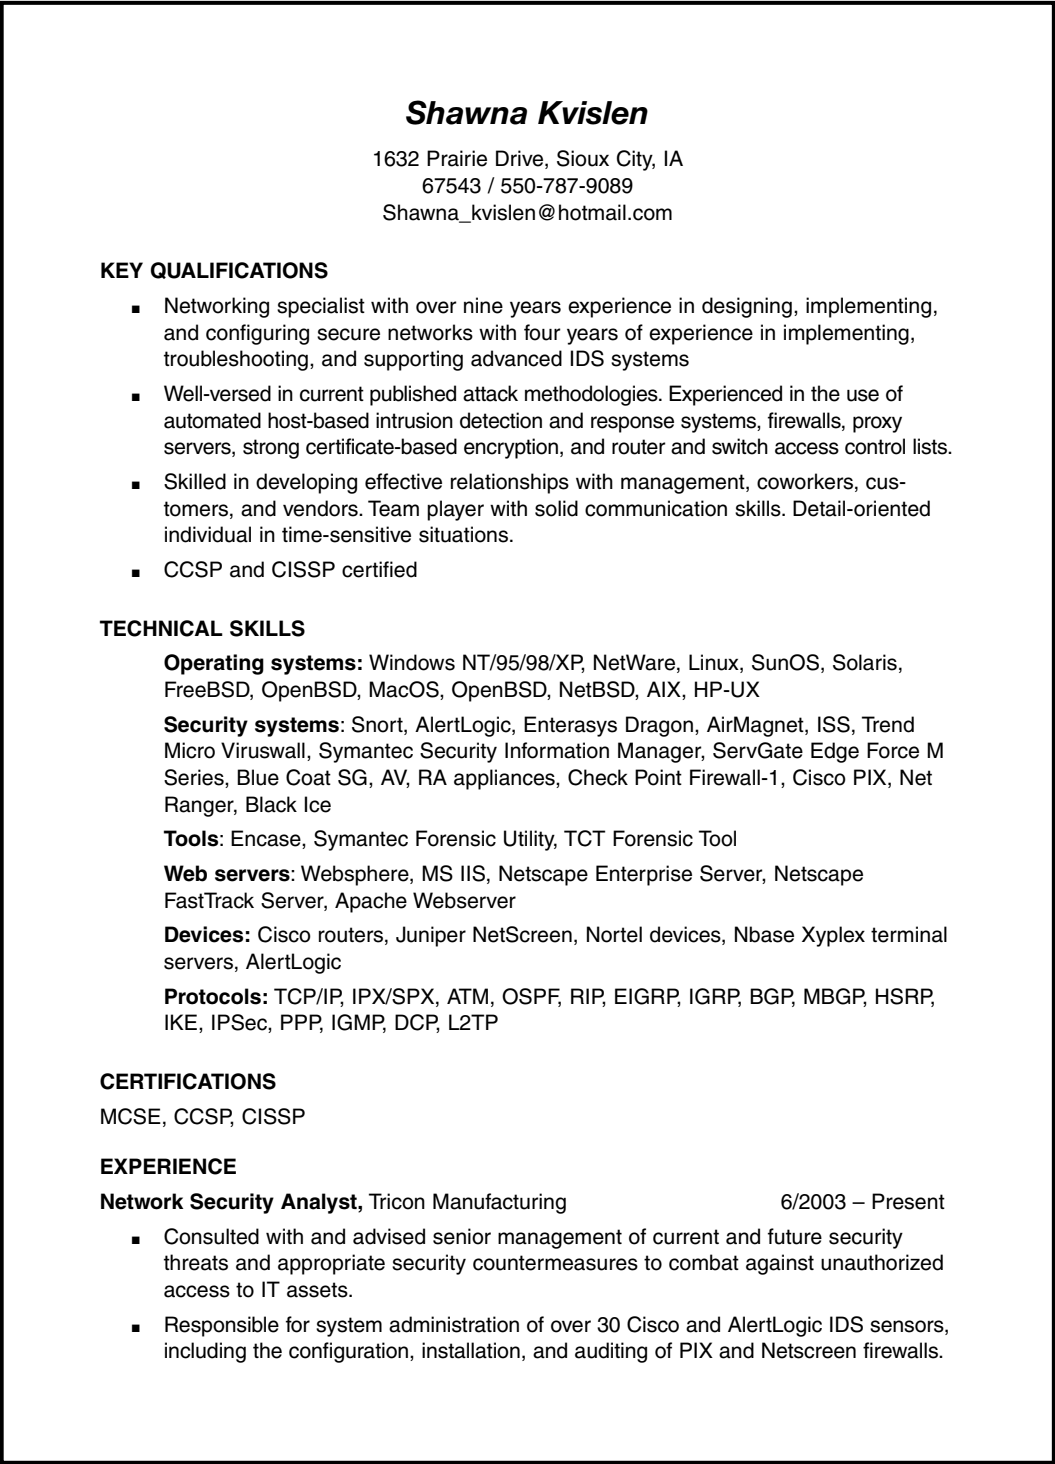 Shawna Kvislen
1632 Prairie Drive, Sioux City, IA
67543 / 550-787-9089
Shawna_kvislen@hotmail.com
KEY QUALIFICATIONS
▪ Networking specialist with over nine years experience in designing, implementing,
and configuring secure networks with four years of experience in implementing,
troubleshooting, and supporting advanced IDS systems
▪ Well-versed in current published attack methodologies. Experienced in the use of
automated host-based intrusion detection and response systems, firewalls, proxy
servers, strong certificate-based encryption, and router and switch access control lists.
▪ Skilled in developing effective relationships with management, coworkers, cus-
tomers, and vendors. Team player with solid communication skills. Detail-oriented
individual in time-sensitive situations.
▪ CCSP and CISSP certified
TECHNICAL SKILLS
Operating systems: Windows NT/95/98/XP, NetWare, Linux, SunOS, Solaris,
FreeBSD, OpenBSD, MacOS, OpenBSD, NetBSD, AIX, HP-UX
Security systems: Snort, AlertLogic, Enterasys Dragon, AirMagnet, ISS, Trend
Micro Viruswall, Symantec Security Information Manager, ServGate Edge Force M
Series, Blue Coat SG, AV, RA appliances, Check Point Firewall-1, Cisco PIX, Net
Ranger, Black Ice
Tools: Encase, Symantec Forensic Utility, TCT Forensic Tool
Web servers: Websphere, MS IIS, Netscape Enterprise Server, Netscape
FastTrack Server, Apache Webserver
Devices: Cisco routers, Juniper NetScreen, Nortel devices, Nbase Xyplex terminal
servers, AlertLogic
Protocols: TCP/IP, IPX/SPX, ATM, OSPF, RIP, EIGRP, IGRP, BGP, MBGP, HSRP,
IKE, IPSec, PPP, IGMP, DCP, L2TP
CERTIFICATIONS
MCSE, CCSP, CISSP
EXPERIENCE
Network Security Analyst, Tricon Manufacturing 6/2003 – Present
▪ Consulted with and advised senior management of current and future security
threats and appropriate security countermeasures to combat against unauthorized
access to IT assets.
▪ Responsible for system administration of over 30 Cisco and AlertLogic IDS sensors,
including the configuration, installation, and auditing of PIX and Netscreen firewalls.